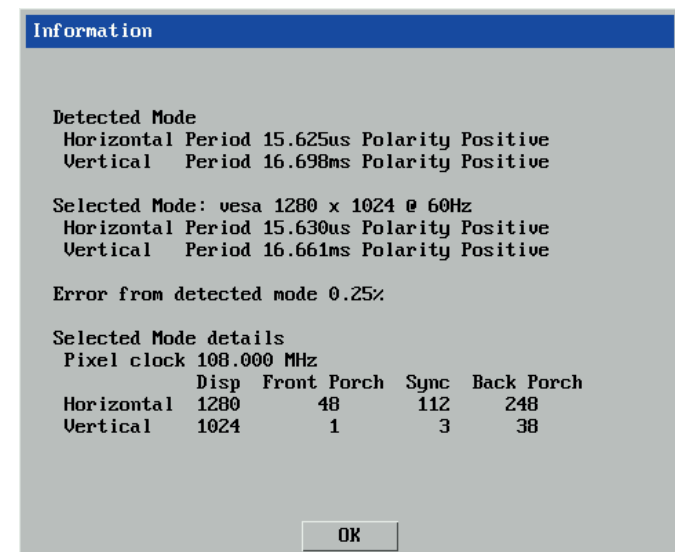 Information
Detected Mode
Horizontal Period 15.625us Polarity Positive
Vertical Period 16.698ms Polarity Positive
Selected Mode: vesa 1280 x 1024 @ 60Hz
Horizontal Period 15.630us Polarity Positive
Vertical Period 16.661ms Polarity Positive
Error from detected mode 0.25%
Selected Mode details
Pixel clock 108.000 MHz
Disp Front Porch Sync Back Porch
Horizontal 1280 48 112 248
Vertical 1024 1 3 38
OK